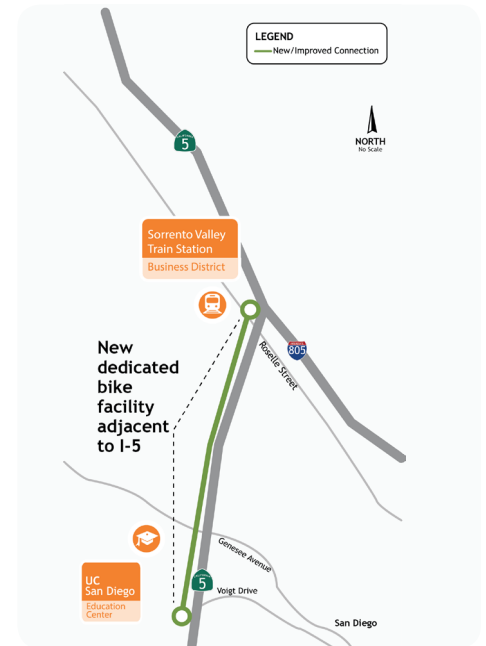 LEGEND
New/Improved Connection
NORTH
No Scale
5
Sorrento Valley
Train Station
Business District
805
Roselle Street
New
dedicated
bike
facility
adjacent
to I-5
Genesee Avenue
UC
San Diego
Education
Center
5
Voigt Drive
San Diego